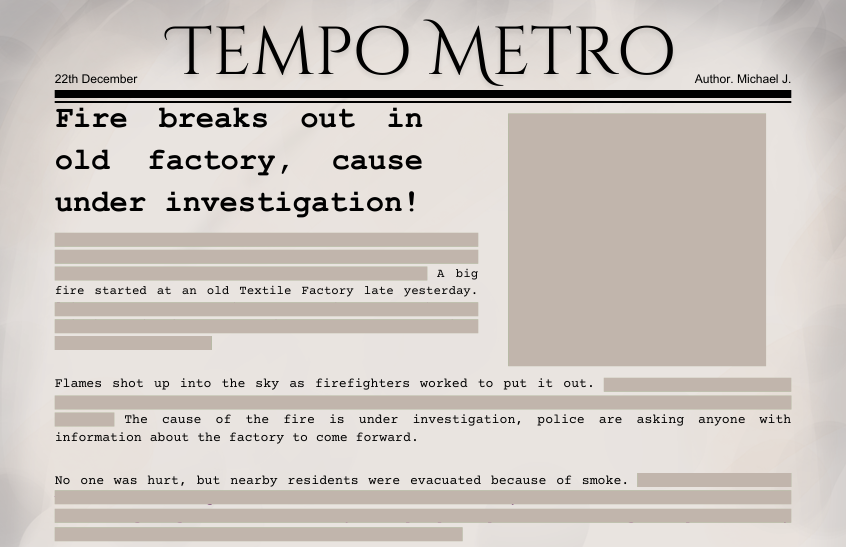 TEMPO METRO
22th December
Author. Michael J.
Fire breaks out in
old factory, cause
under investigation!
A big
fire started at an old Textile Factory late yesterday.
Flames shot up into the sky as firefighters worked to put it out.
The cause of the fire is under investigation, police are asking anyone with
information about the factory to come forward.
No one was hurt, but nearby residents were evacuated because of smoke.